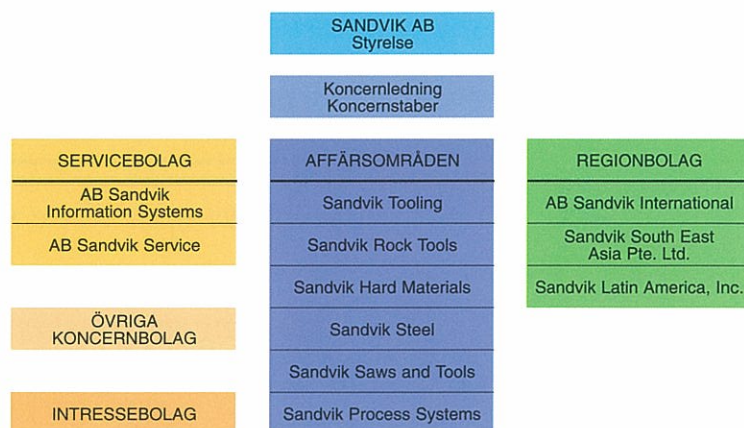 SANDVIK AB
Styrelse
Koncernledning
Koncernstaber
SERVICEBOLAG
AB Sandvik
Information Systems
AB Sandvik Service
ÖVRIGA
KONCERNBOLAG
INTRESSEBOLAG
AFFÄRSOMRÅDEN
Sandvik Tooling
Sandvik Rock Tools
Sandvik Hard Materials
Sandvik Steel
Sandvik Saws and Tools
Sandvik Process Systems
REGIONBOLAG
AB Sandvik International
Sandvik South East
Asia Pte. Ltd.
Sandvik Latin America, Inc.